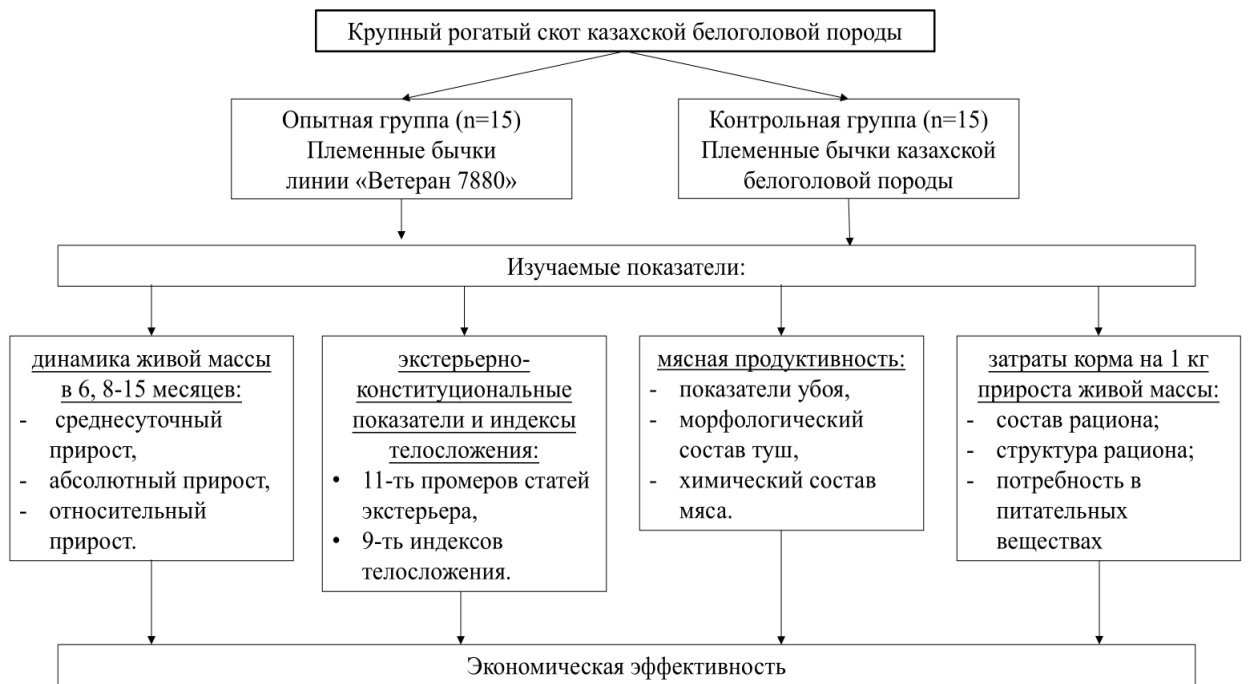 Крупный рогатый скот казахской белоголовой породы
Опытная группа (n=15)
Племенные бычки
линии «Ветеран 7880»
Контрольная группа (n=15)
Племенные бычки казахской
белоголовой породы
Изучаемые показатели:
динамика живой массы
в 6, 8-15 месяцев:
- среднесуточный
прирост,
- абсолютный прирост,
- относительный
прирост.
экстерьерно-
конституциональные
показатели и индексы
телосложения:
• 11-ть промеров статей
экстерьера,
• 9-ть индексов
телосложения.
мясная продуктивность:
- показатели убоя,
- морфологический
состав туш,
- химический состав
мяса.
затраты корма на 1 кг
прироста живой массы:
- состав рациона;
- структура рациона;
- потребность в
питательных
веществах
Экономическая эффективность